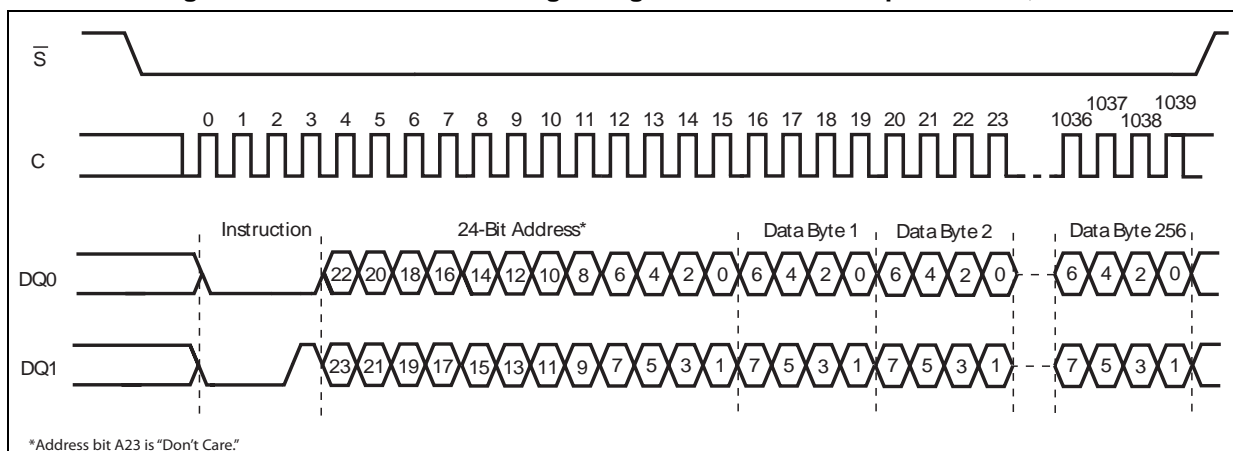 S
1037 1039
0 1 2 3 4 5 6 7 8 9 10 11 12 13 14 15 16 17 18 19 20 21 22 23 1036 1038
C
Instruction 24-Bit Address* Data Byte 1 Data Byte 2 Data Byte 256
DQ0 22 20 18 16 14 12 10 8 6 4 2 0 6 4 2 0 6 4 2 0 6 4 2 0
DQ1 23 21 19 17 15 13 11 9 7 5 3 1 7 5 3 1 7 5 3 1 7 5 3 1
*Address bit A23 is “Don’t Care.”